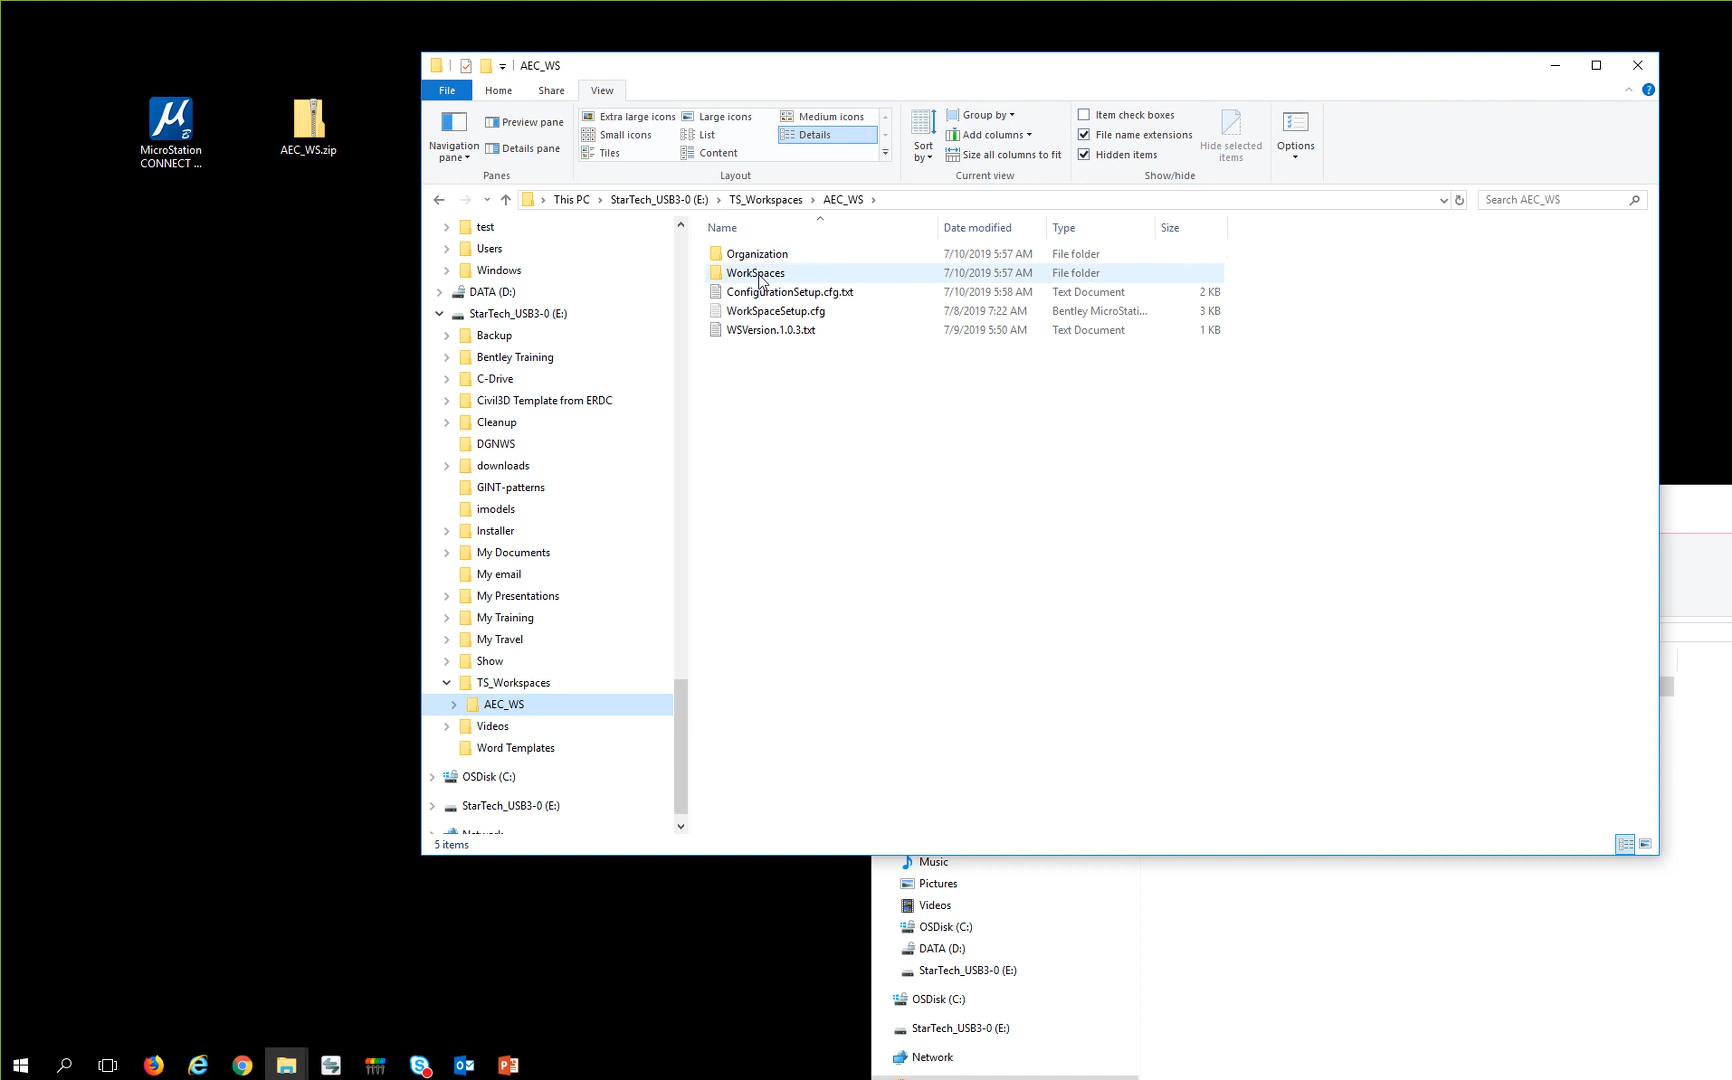 MicroStation
CONNECT ...
AEC_WS.zip
AEC_WS
File
Home
Share
View
Navigation
pane
Preview pane
Details pane
Panes
Extra large icons
Large icons
Medium icons
Small icons
List
Details
Tiles
Content
Layout
Sort
by
Group by
Add columns
Size all columns to fit
Current view
Item check boxes
File name extensions
Hidden items
Hide selected
items
Show/hide
Options
This PC
StarTech_USB3-0 (E:)
TS_Workspaces
AEC_WS
Search AEC_WS
test
Users
Windows
DATA (D:)
StarTech_USB3-0 (E:)
Backup
Bentley Training
C-Drive
Civil3D Template from ERDC
Cleanup
DGNWS
downloads
GINT-patterns
imodels
Installer
My Documents
My email
My Presentations
My Training
My Travel
Show
TS_Workspaces
AEC_WS
Videos
Word Templates
OSDisk (C:)
StarTech_USB3-0 (E:)
Network
5 items
Name
Date modified
Type
Size
Organization 7/10/2019 5:57 AM File folder
WorkSpaces 7/10/2019 5:57 AM File folder
ConfigurationSetup.cfg.txt 7/10/2019 5:58 AM Text Document 2 KB
WorkSpaceSetup.cfg 7/8/2019 7:22 AM Bentley MicroStati... 3 KB
WSVersion.1.0.3.txt 7/9/2019 5:50 AM Text Document 1 KB
Music
Pictures
Videos
OSDisk (C:)
DATA (D:)
StarTech_USB3-0 (E:)
OSDisk (C:)
StarTech_USB3-0 (E:)
Network